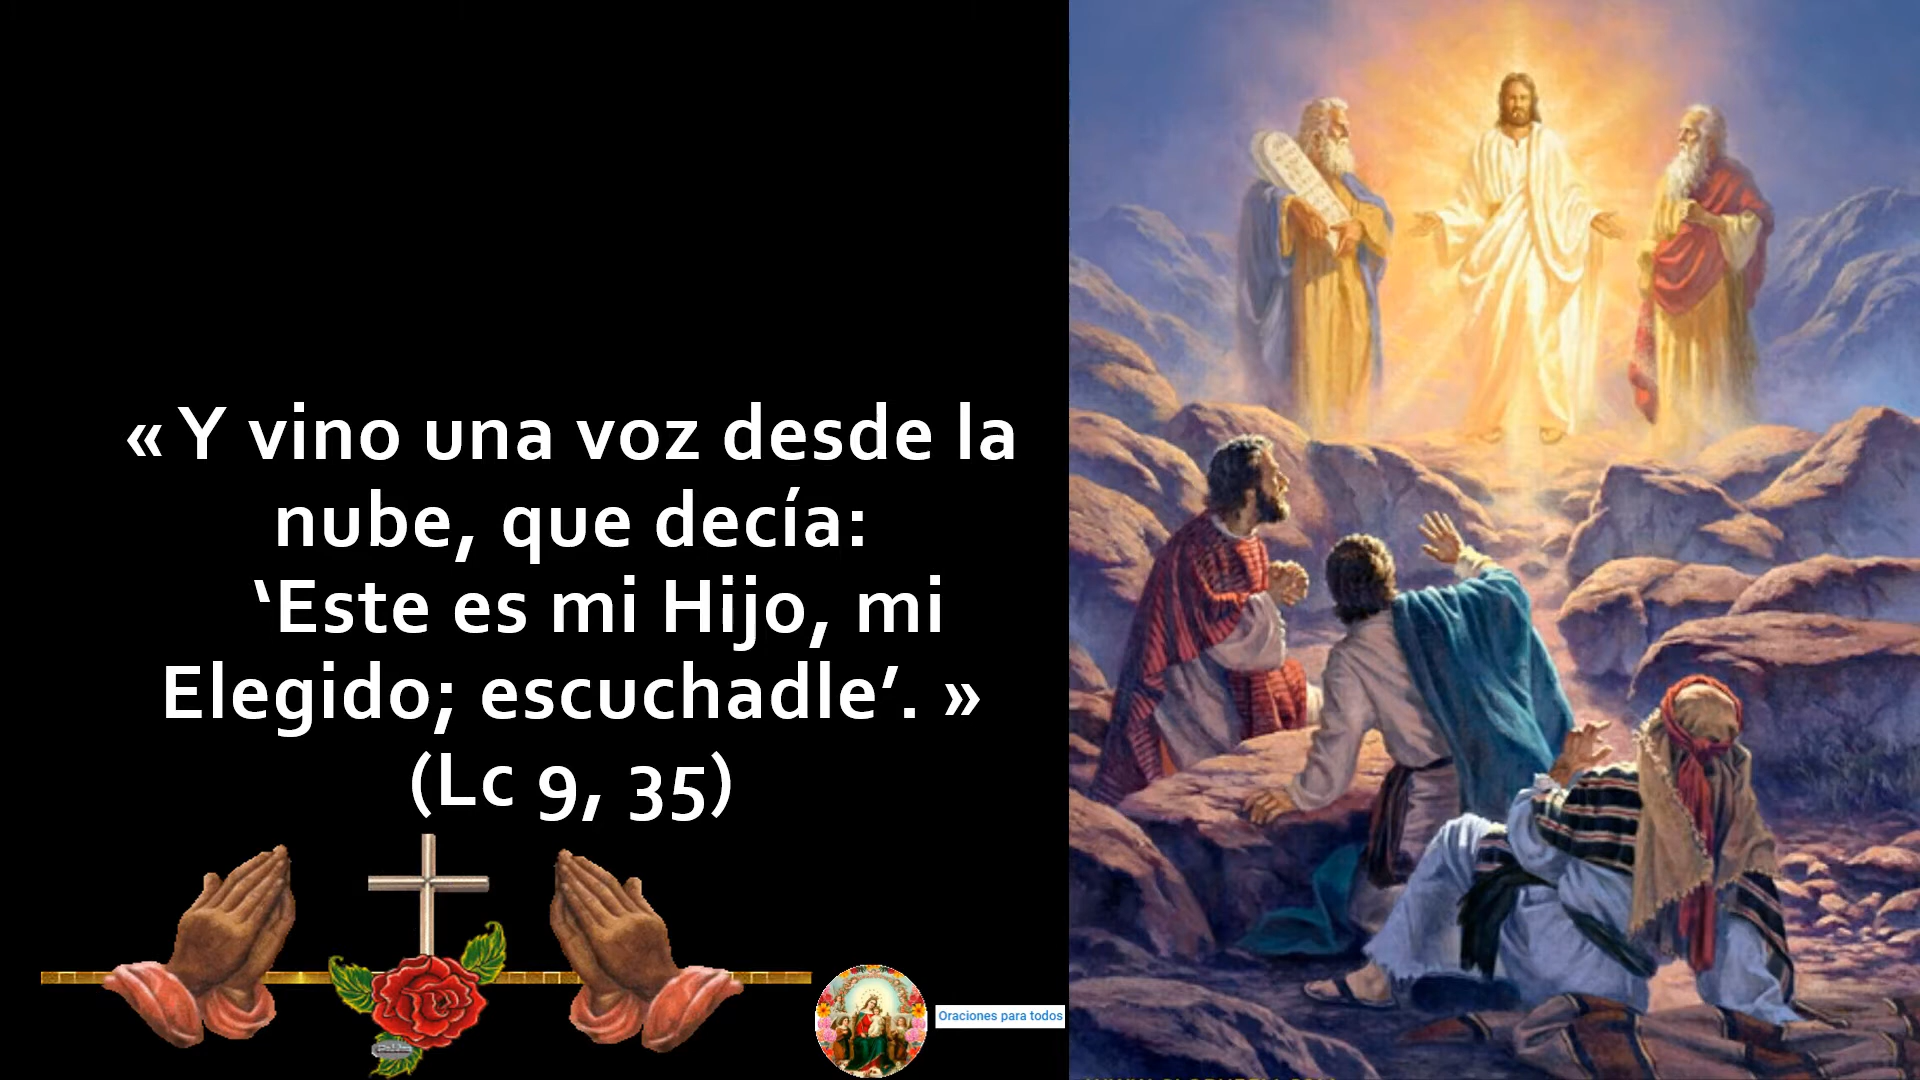 « Y vino una voz desde la
nube, que decía:
‘Este es mi Hijo, mi
Elegido; escuchadle’. »
(Lc 9, 35)
Oraciones para todos